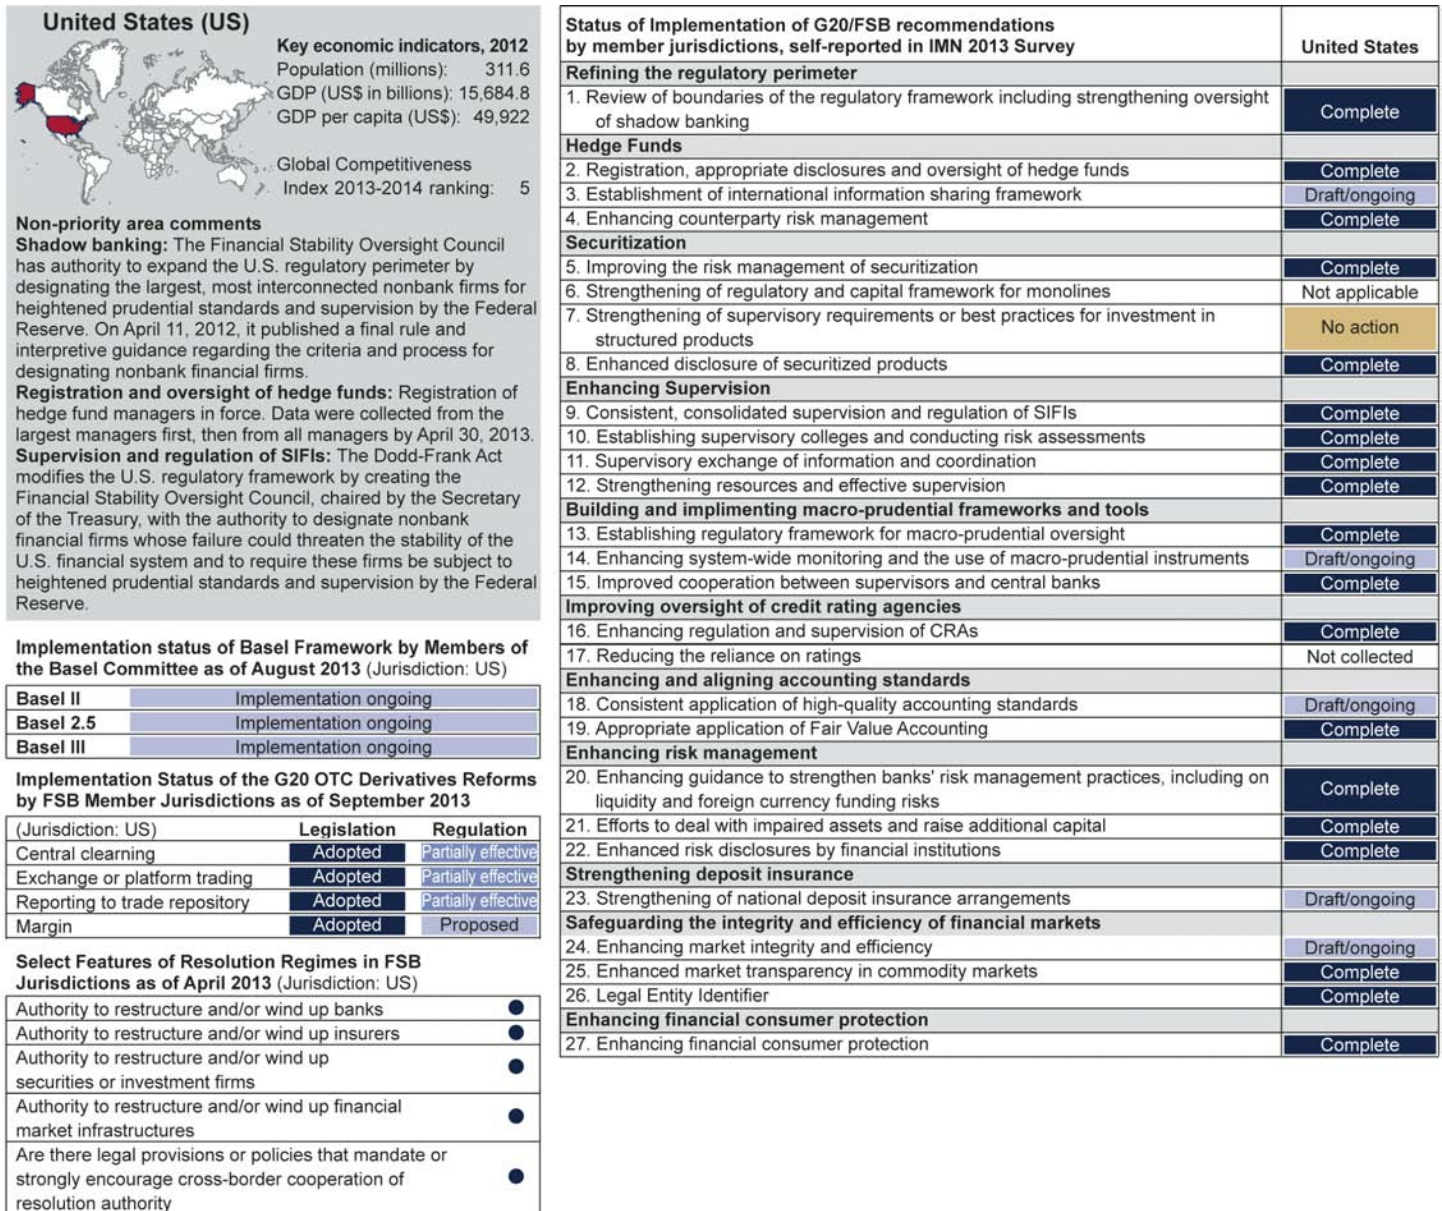 United States (US)
Key economic indicators, 2012
Population (millions): 311.6
GDP (US$ in billions): 15,684.8
GDP per capita (US$): 49,922
Global Competitiveness
Index 2013-2014 ranking: 5
Non-priority area comments
Shadow banking: The Financial Stability Oversight Council
has authority to expand the U.S. regulatory perimeter by
designating the largest, most interconnected nonbank firms for
heightened prudential standards and supervision by the Federal
Reserve. On April 11, 2012, it published a final rule and
interpretive guidance regarding the criteria and process for
designating nonbank financial firms.
Registration and oversight of hedge funds: Registration of
hedge fund managers in force. Data were collected from the
largest managers first, then from all managers by April 30, 2013.
Supervision and regulation of SIFIs: The Dodd-Frank Act
modifies the U.S. regulatory framework by creating the
Financial Stability Oversight Council, chaired by the Secretary
of the Treasury, with the authority to designate nonbank
financial firms whose failure could threaten the stability of the
U.S. financial system and to require these firms be subject to
heightened prudential standards and supervision by the Federal
Reserve.
Implementation status of Basel Framework by Members of
the Basel Committee as of August 2013 (Jurisdiction: US)
Basel II Implementation ongoing
Basel 2.5 Implementation ongoing
Basel III Implementation ongoing
Implementation Status of the G20 OTC Derivatives Reforms
by FSB Member Jurisdictions as of September 2013
(Jurisdiction: US) Legislation Regulation
Central clearning Adopted Partially effective
Exchange or platform trading Adopted Partially effective
Reporting to trade repository Adopted Partially effective
Margin Adopted Proposed
Select Features of Resolution Regimes in FSB
Jurisdictions as of April 2013 (Jurisdiction: US)
Authority to restructure and/or wind up banks
Authority to restructure and/or wind up insurers
Authority to restructure and/or wind up
securities or investment firms
Authority to restructure and/or wind up financial
market infrastructures
Are there legal provisions or policies that mandate or
strongly encourage cross-border cooperation of
resolution authority
Status of Implementation of G20/FSB recommendations
by member jurisdictions, self-reported in IMN 2013 Survey United States
Refining the regulatory perimeter
1. Review of boundaries of the regulatory framework including strengthening oversight
of shadow banking Complete
Hedge Funds
2. Registration, appropriate disclosures and oversight of hedge funds Complete
3. Establishment of international information sharing framework Draft/ongoing
4. Enhancing counterparty risk management Complete
Securitization
5. Improving the risk management of securitization Complete
6. Strengthening of regulatory and capital framework for monolines Not applicable
7. Strengthening of supervisory requirements or best practices for investment in
structured products No action
8. Enhanced disclosure of securitized products Complete
Enhancing Supervision
9. Consistent, consolidated supervision and regulation of SIFIs Complete
10. Establishing supervisory colleges and conducting risk assessments Complete
11. Supervisory exchange of information and coordination Complete
12. Strengthening resources and effective supervision Complete
Building and implimenting macro-prudential frameworks and tools
13. Establishing regulatory framework for macro-prudential oversight Complete
14. Enhancing system-wide monitoring and the use of macro-prudential instruments Draft/ongoing
15. Improved cooperation between supervisors and central banks Complete
Improving oversight of credit rating agencies
16. Enhancing regulation and supervision of CRAs Complete
17. Reducing the reliance on ratings Not collected
Enhancing and aligning accounting standards
18. Consistent application of high-quality accounting standards Draft/ongoing
19. Appropriate application of Fair Value Accounting Complete
Enhancing risk management
20. Enhancing guidance to strengthen banks' risk management practices, including on
liquidity and foreign currency funding risks Complete
21. Efforts to deal with impaired assets and raise additional capital Complete
22. Enhanced risk disclosures by financial institutions Complete
Strengthening deposit insurance
23. Strengthening of national deposit insurance arrangements Draft/ongoing
Safeguarding the integrity and efficiency of financial markets
24. Enhancing market integrity and efficiency Draft/ongoing
25. Enhanced market transparency in commodity markets Complete
26. Legal Entity Identifier Complete
Enhancing financial consumer protection
27. Enhancing financial consumer protection Complete